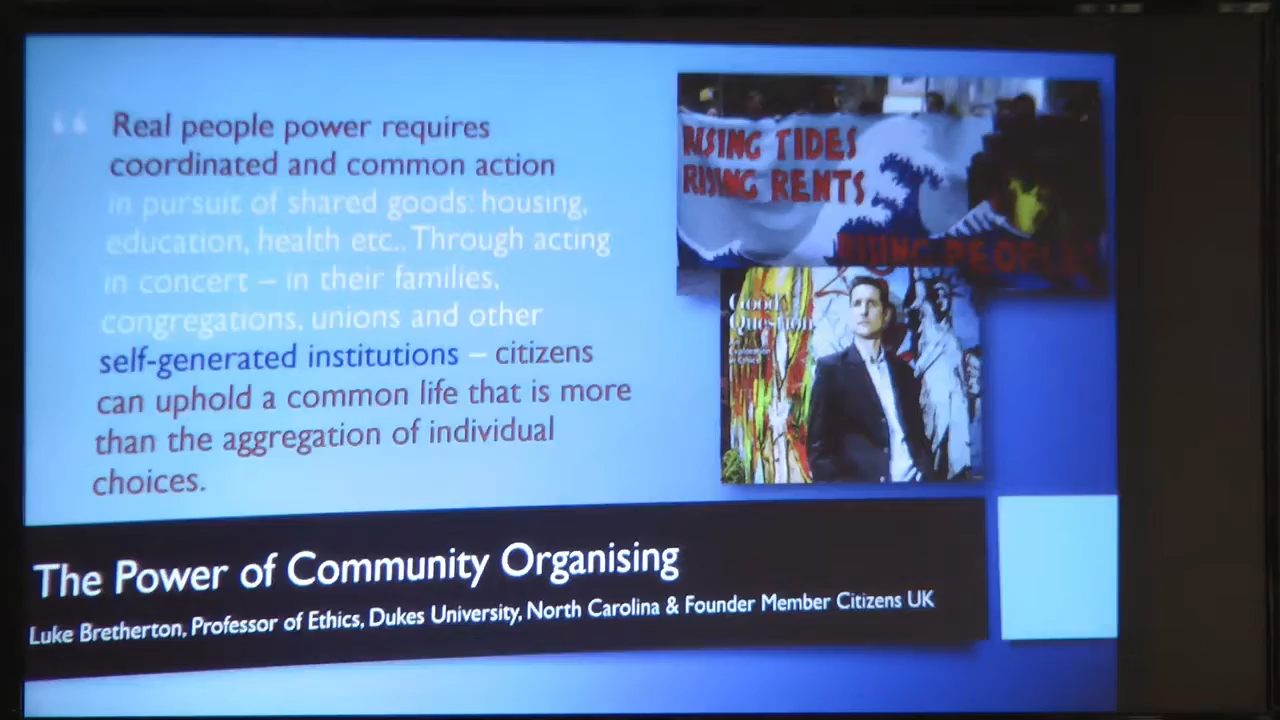 “ Real people power requires
coordinated and common action
in pursuit of shared goods: housing,
education, health etc.. Through acting
in concert – in their families,
congregations, unions and other
self-generated institutions – citizens
can uphold a common life that is more
than the aggregation of individual
choices.
RISING TIDES
RISING RENTS
RISING PEOPLE
Good
Question
The Power of Community Organising
Luke Bretherton, Professor of Ethics, Dukes University, North Carolina & Founder Member Citizens UK